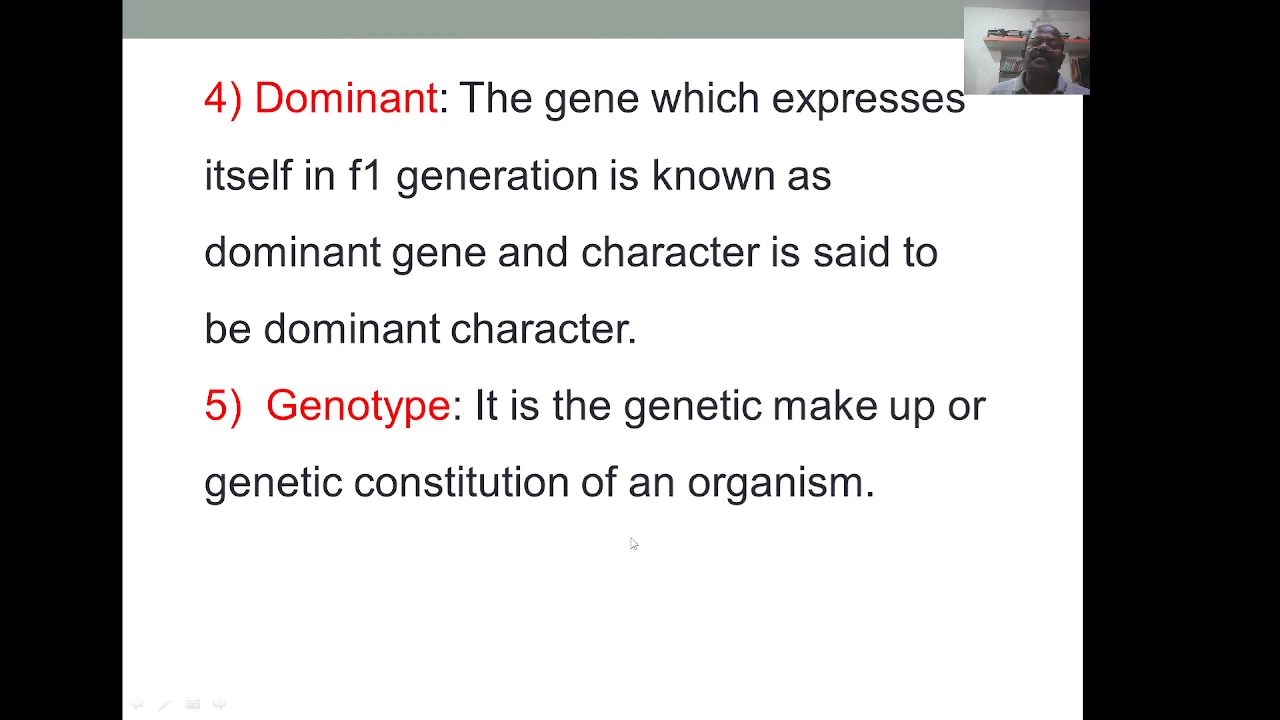 4) Dominant: The gene which expresses
itself in f1 generation is known as
dominant gene and character is said to
be dominant character.
5) Genotype: It is the genetic make up or
genetic constitution of an organism.